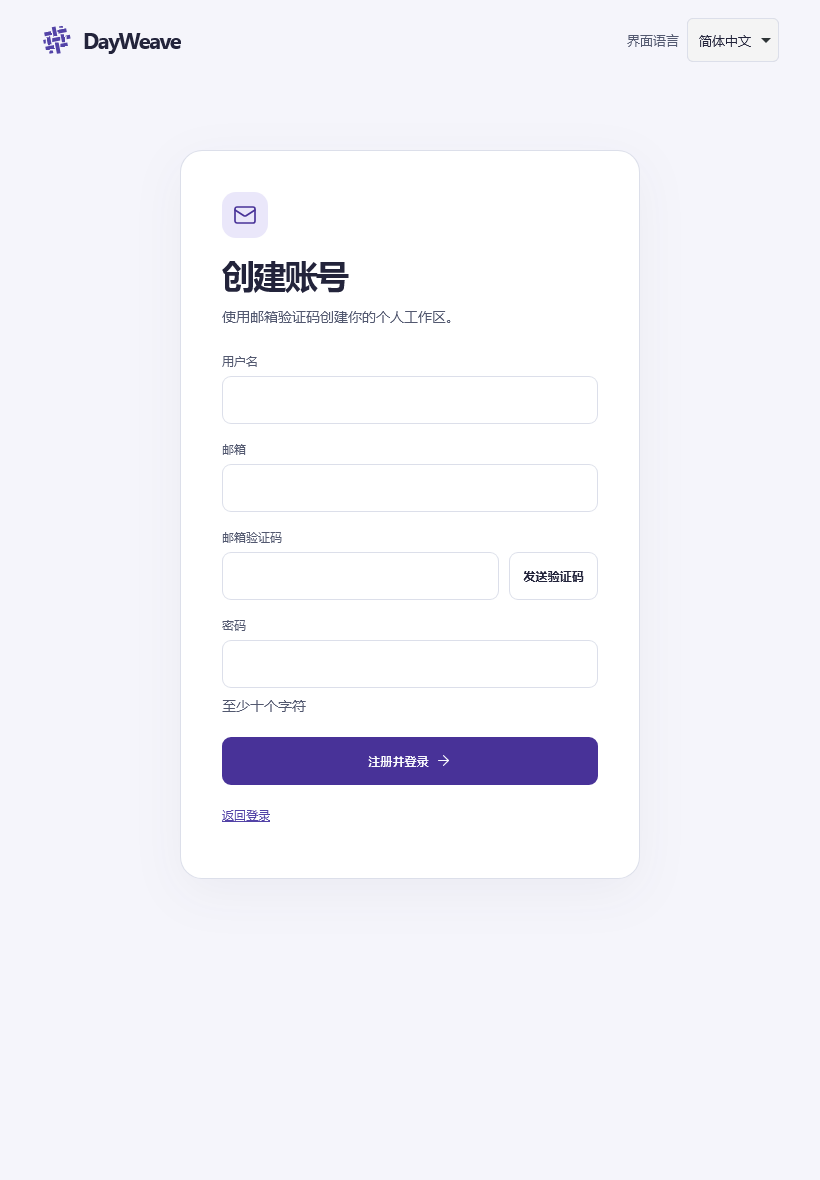 DayWeave
界面语言
简体中文
创建账号
使用邮箱验证码创建你的个人工作区。
用户名
邮箱
邮箱验证码
发送验证码
密码
至少十个字符
注册并登录 →
返回登录